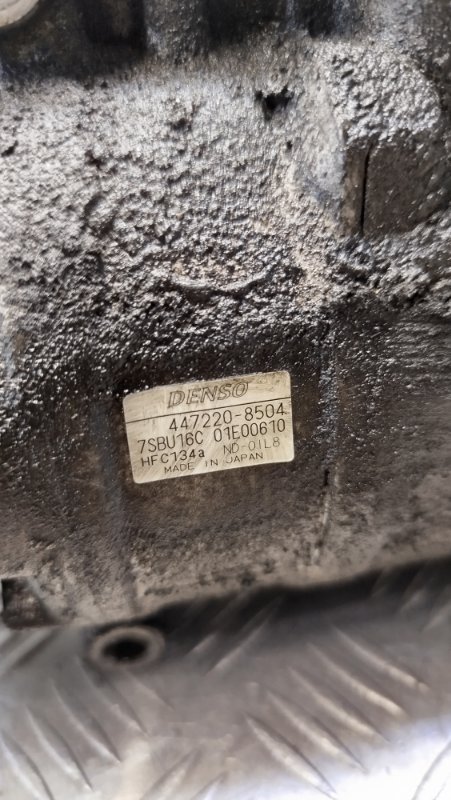 DENSO
447220-8504
7SBU16C 01E00610
HFC134a ND-OIL8
MADE IN JAPAN